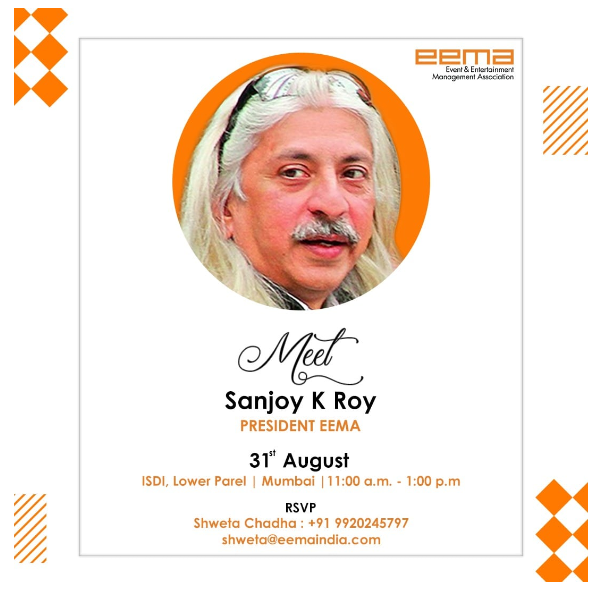 eema
Event & Entertainment
Management Association
Meet
Sanjoy K Roy
PRESIDENT EEMA
31st August
ISDI, Lower Parel | Mumbai |11:00 a.m. - 1:00 p.m
RSVP
Shweta Chadha : +91 9920245797
shweta@eemaindia.com